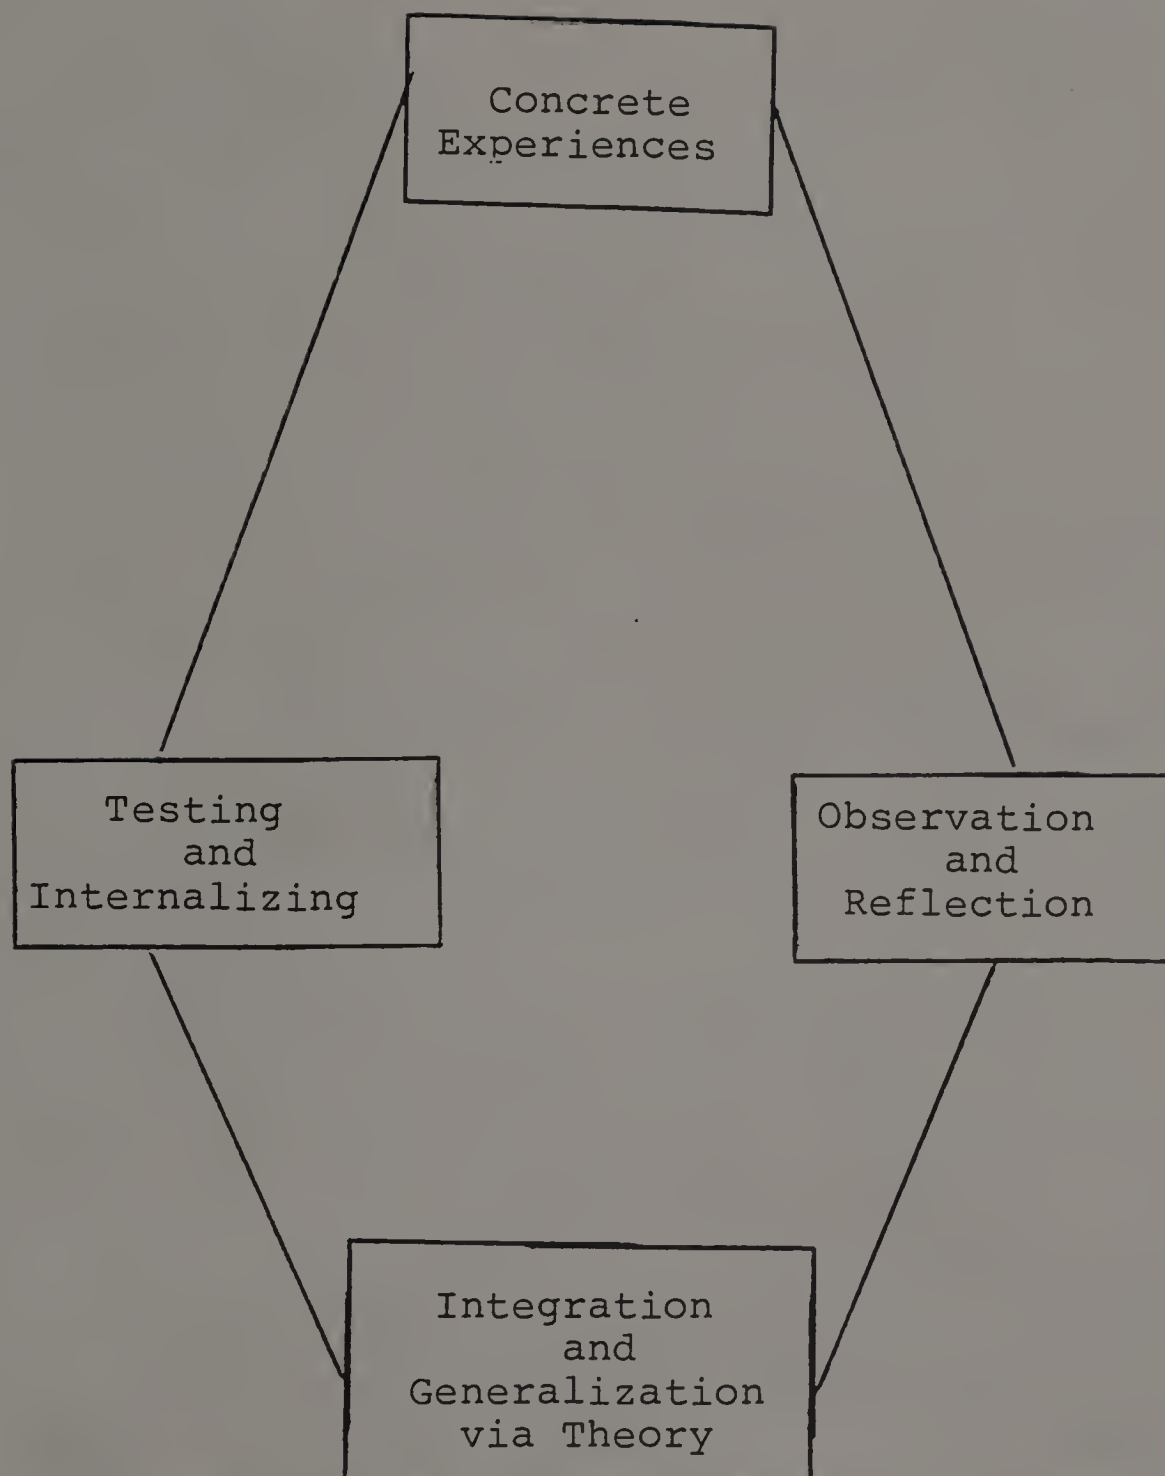 Concrete
Experiences
Testing
and
Internalizing
Observation
and
Reflection
Integration
and
Generalization
via Theory